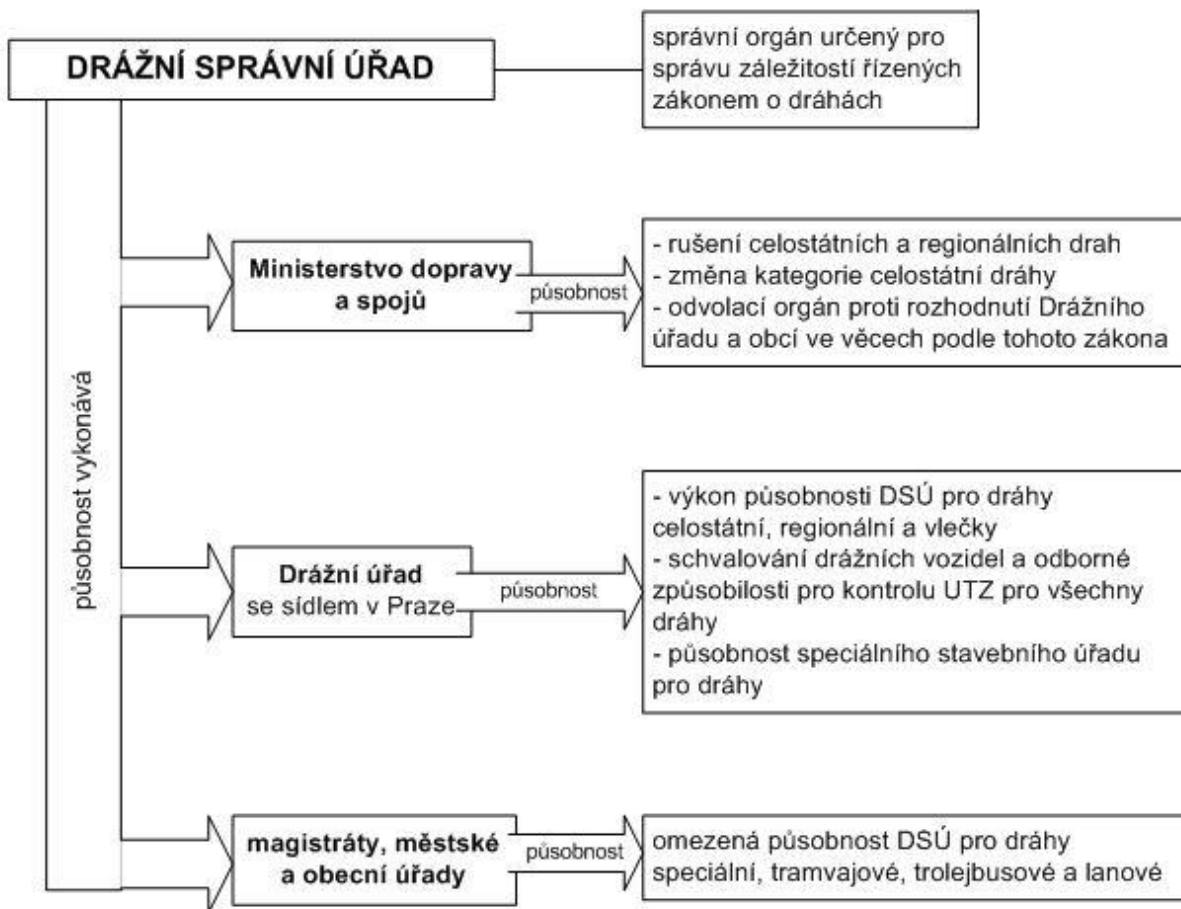 DRÁŽNÍ SPRÁVNÍ ÚŘAD
správní orgán určený pro
správu záležitostí řízených
zákonem o dráhách
působnost vykonává
Ministerstvo dopravy
a spojů
působnost
- rušení celostátních a regionálních drah
- změna kategorie celostátní dráhy
- odvolací orgán proti rozhodnutí Drážního
úřadu a obcí ve věcech podle tohoto zákona
Drážní úřad
se sídlem v Praze
působnost
- výkon působnosti DSÚ pro dráhy
celostátní, regionální a vlečky
- schvalování drážních vozidel a odborné
zpûsobilosti pro kontrolu UTZ pro všechny
dráhy
- působnost speciálního stavebního úřadu
pro dráhy
magistráty, městské
a obecní úřady
působnost
omezená působnost DSÚ pro dráhy
speciální, tramvajové, trolejbusové a lanové